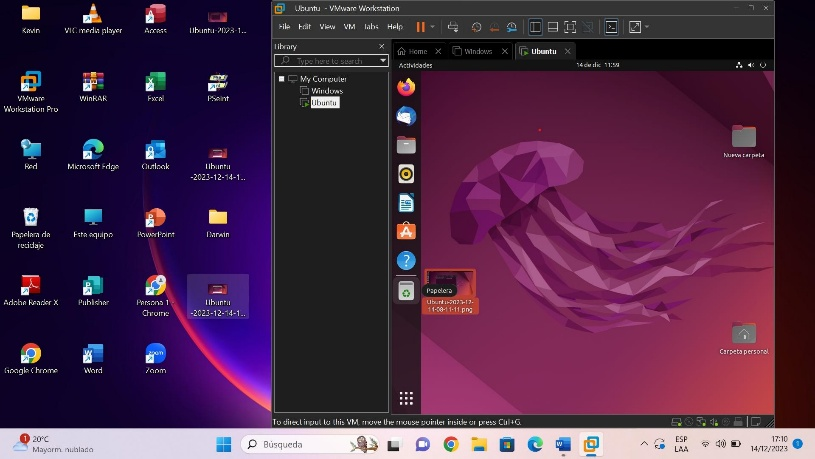 Kevin
VLC media player
Access
Ubuntu-2023-1...
VMware
Workstation Pro
WinRAR
Excel
PSeint
Red
Microsoft Edge
Outlook
Ubuntu
-2023-12-14-1...
Papelera de
reciclaje
Este equipo
PowerPoint
Darwin
Adobe Reader X
Publisher
Persona 1 -
Chrome
Ubuntu
-2023-12-14-1...
Google Chrome
Word
Zoom
Ubuntu - VMware Workstation
File Edit View VM Tabs Help
Library
Type here to search
My Computer
Windows
Ubuntu
Home
Windows
Ubuntu
Actividades
14 de dic 11:59
Nueva carpeta
Papelera
Ubuntu-2023-12-
14-08-11-11.png
Carpeta personal
To direct input to this VM, move the mouse pointer inside or press Ctrl+G.
1
20°C
Mayorm. nublado
Búsqueda
ESP
LAA
17:10
14/12/2023
1